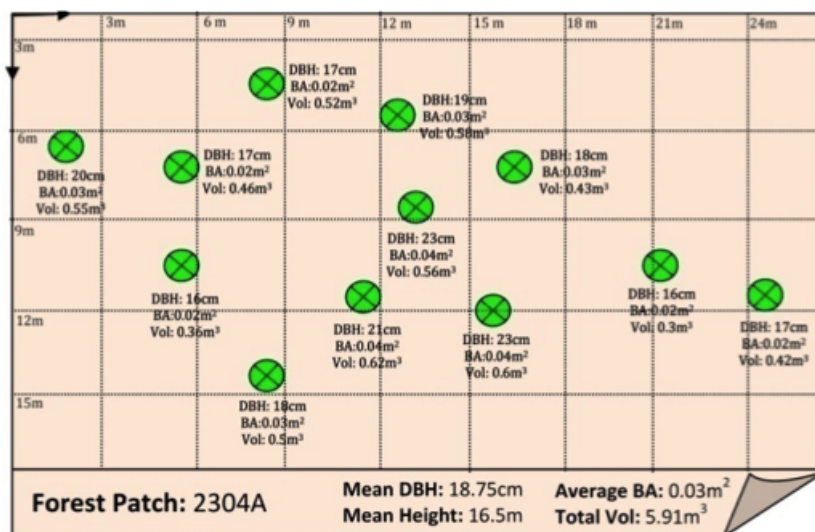 3m 6 m 9 m 12 m 15 m 18 m 21m 24m
3m
DBH: 17cm
BA:0.02m²
Vol: 0.52m³
DBH:19cm
BA:0.03m²
Vol: 0.58m³
6m
DBH: 20cm
BA:0.03m²
Vol: 0.55m³
DBH: 17cm
BA:0.02m²
Vol: 0.46m³
DBH: 18cm
BA:0.03m²
Vol: 0.43m³
9m
DBH: 23cm
BA:0.04m²
Vol: 0.56m³
DBH: 16cm
BA:0.02m²
Vol: 0.36m³
DBH: 16cm
BA:0.02m²
Vol: 0.3m³
12m
DBH: 21cm
BA:0.04m²
Vol: 0.62m³
DBH: 23cm
BA:0.04m²
Vol: 0.6m³
DBH: 17cm
BA:0.02m²
Vol: 0.42m³
15m
DBH: 18cm
BA:0.03m²
Vol: 0.5m³
Forest Patch: 2304A
Mean DBH: 18.75cm
Mean Height: 16.5m
Average BA: 0.03m²
Total Vol: 5.91m³